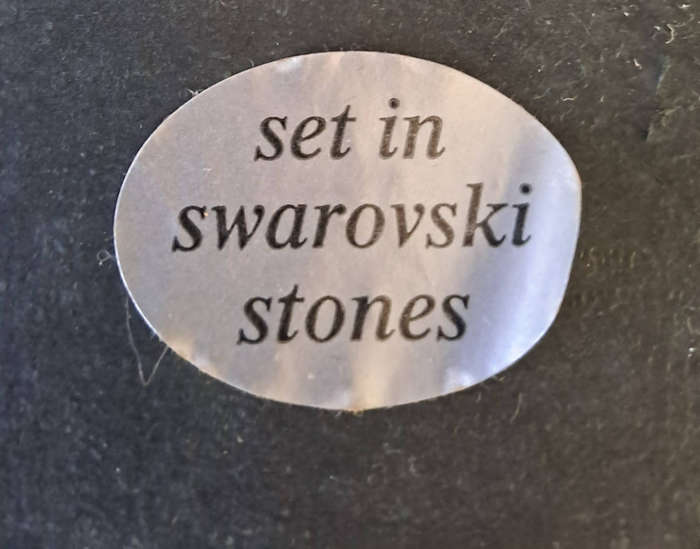 set in
swarovski
stones